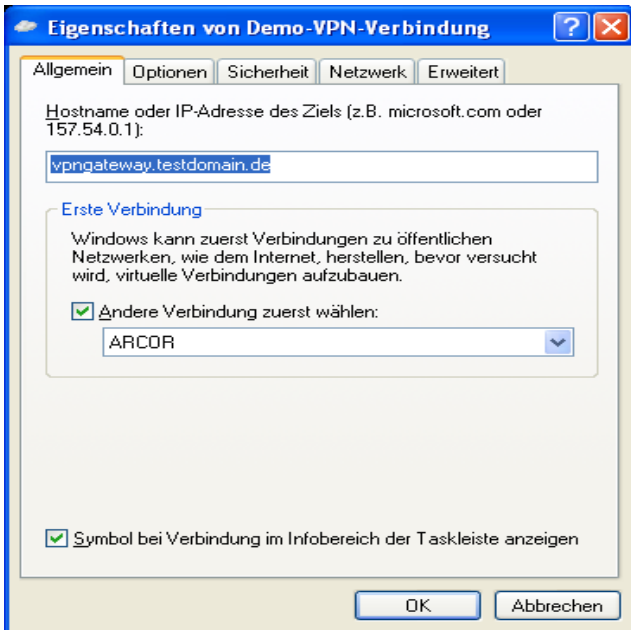 Eigenschaften von Demo-VPN-Verbindung
Allgemein Optionen Sicherheit Netzwerk Erweitert
Hostname oder IP-Adresse des Ziels (z.B. microsoft.com oder
157.54.0.1):
vpngateway.testdomain.de
Erste Verbindung
Windows kann zuerst Verbindungen zu öffentlichen
Netzwerken, wie dem Internet, herstellen, bevor versucht
wird, virtuelle Verbindungen aufzubauen.
Andere Verbindung zuerst wählen:
ARCOR
Symbol bei Verbindung im Infobereich der Taskleiste anzeigen
OK Abbrechen